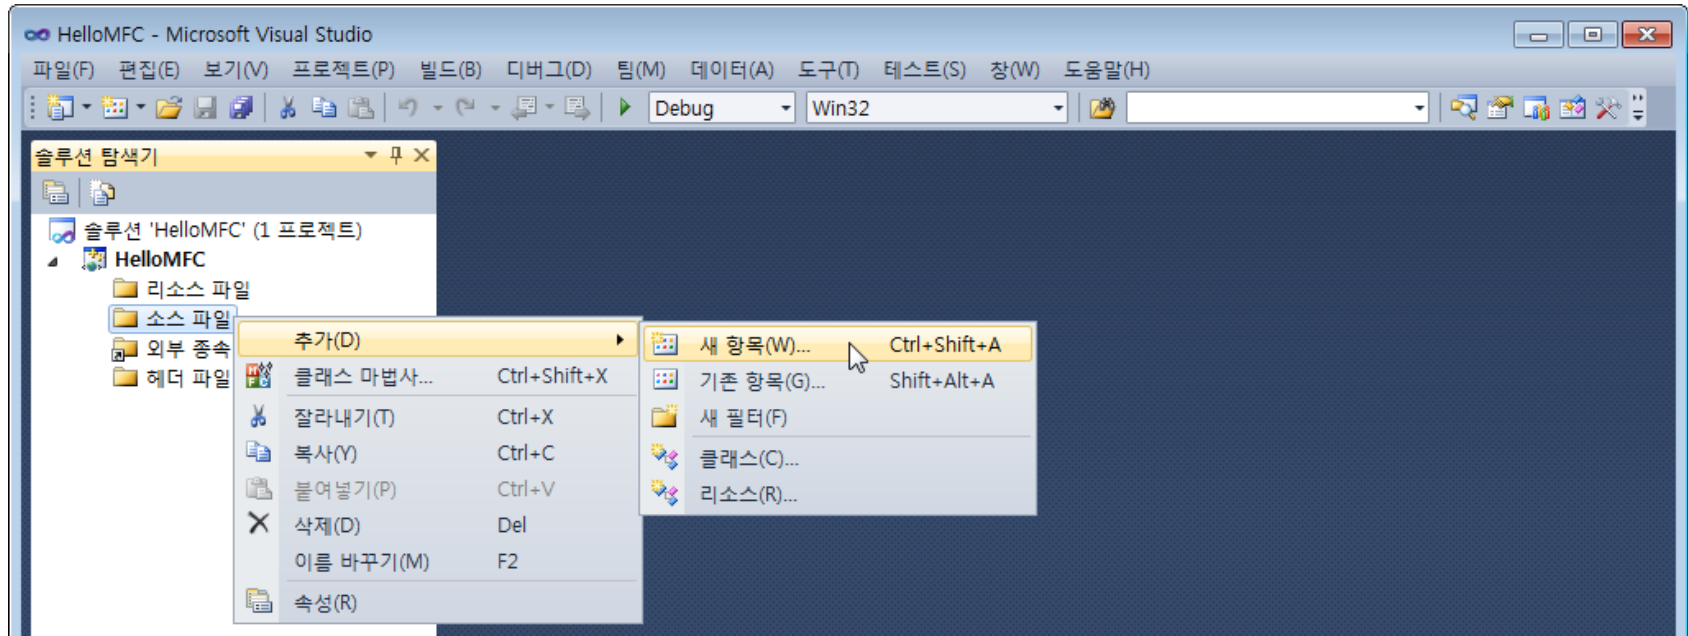 HelloMFC - Microsoft Visual Studio
파일(F) 편집(E) 보기(V) 프로젝트(P) 빌드(B) 디버그(D) 팀(M) 데이터(A) 도구(T) 테스트(S) 창(W) 도움말(H)
Debug Win32
솔루션 탐색기
솔루션 'HelloMFC' (1 프로젝트)
HelloMFC
리소스 파일
소스 파일
외부 종속
헤더 파일
추가(D)
클래스 마법사... Ctrl+Shift+X
잘라내기(T) Ctrl+X
복사(Y) Ctrl+C
붙여넣기(P) Ctrl+V
삭제(D) Del
이름 바꾸기(M) F2
속성(R)
새 항목(W)... Ctrl+Shift+A
기존 항목(G)... Shift+Alt+A
새 필터(F)
클래스(C)...
리소스(R)...